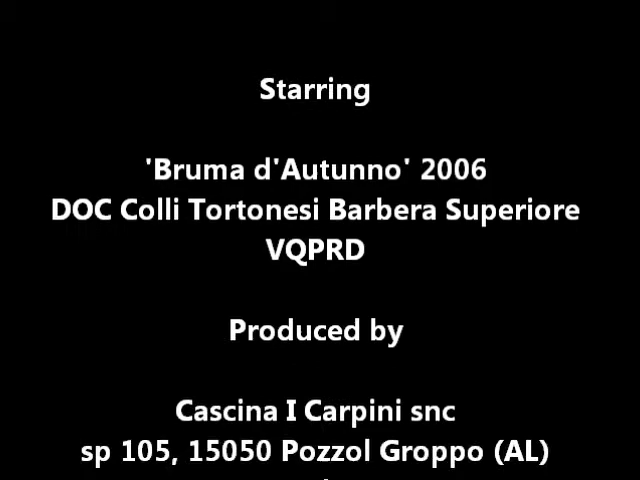 Starring
'Bruma d'Autunno' 2006
DOC Colli Tortonesi Barbera Superiore
VQPRD
Produced by
Cascina I Carpini snc
sp 105, 15050 Pozzol Groppo (AL)